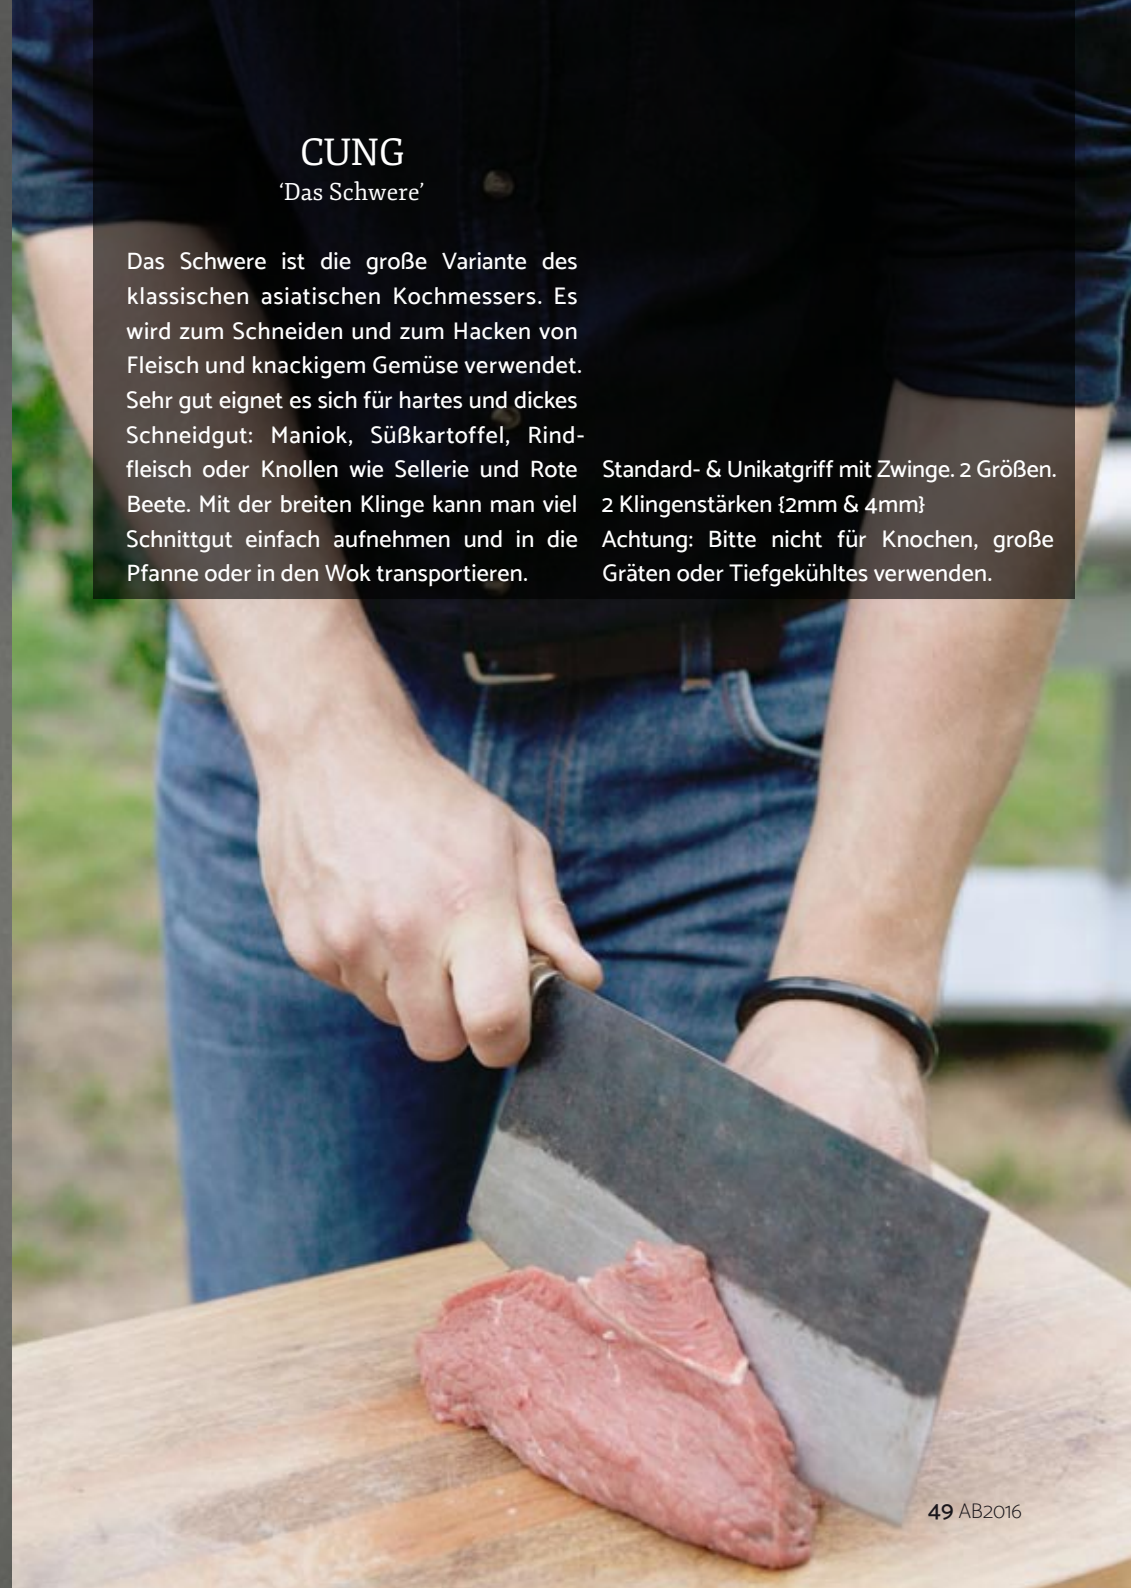 CUNG
‘Das Schwere’
Das Schwere ist die große Variante des
klassischen asiatischen Kochmessers. Es
wird zum Schneiden und zum Hacken von
Fleisch und knackigem Gemüse verwendet.
Sehr gut eignet es sich für hartes und dickes
Schneidgut: Maniok, Süßkartoffel, Rind-
fleisch oder Knollen wie Sellerie und Rote
Beete. Mit der breiten Klinge kann man viel
Schnittgut einfach aufnehmen und in die
Pfanne oder in den Wok transportieren.
Standard- & Unikatgriff mit Zwinge. 2 Größen.
2 Klingenstärken {2mm & 4mm}
Achtung: Bitte nicht für Knochen, große
Gräten oder Tiefgekühltes verwenden.
49 AB2016